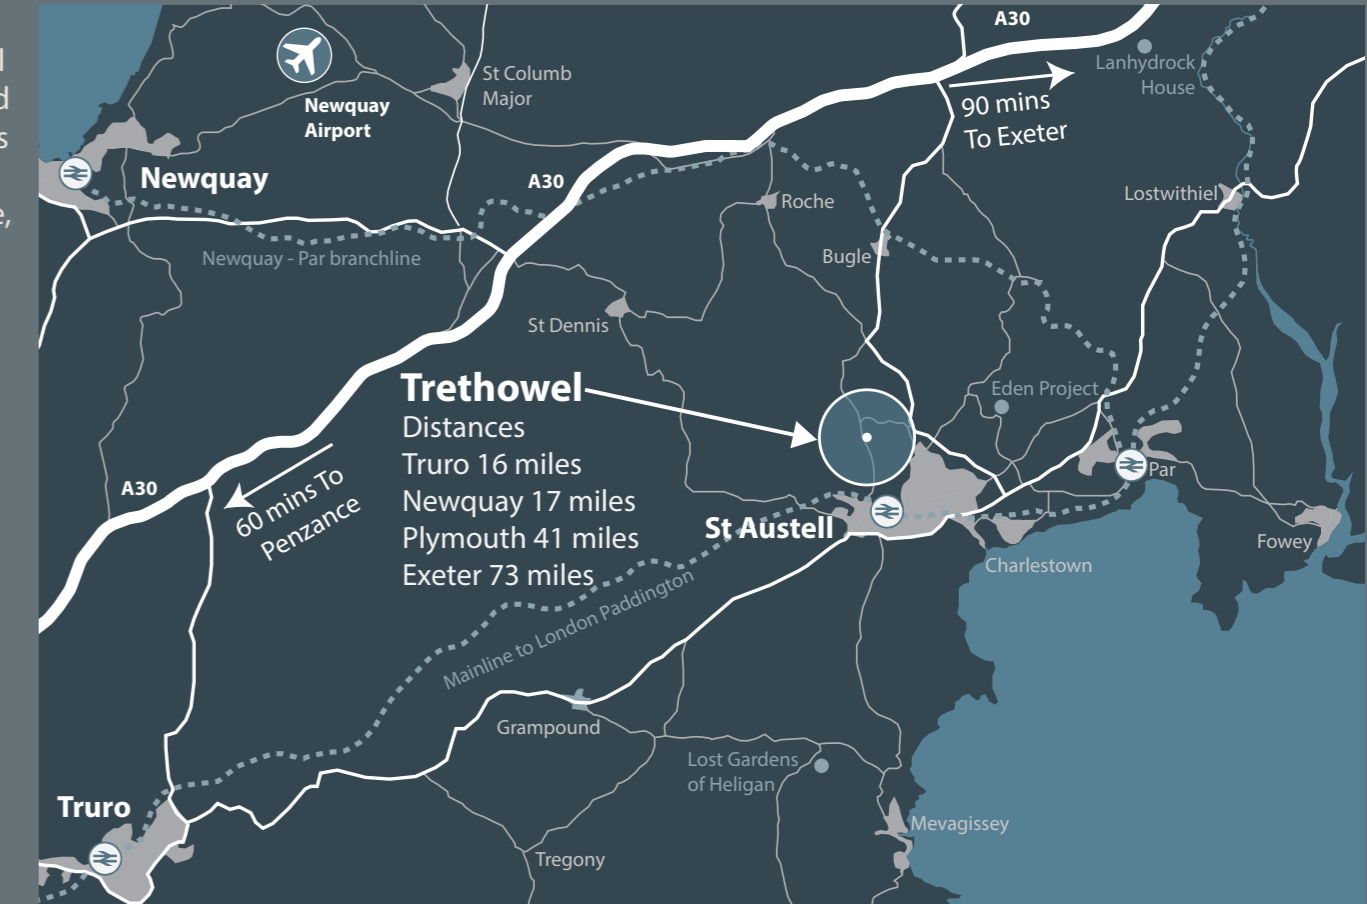 A30
Lanhydrock
House
90 mins
To Exeter
St Columb
Major
Newquay
Airport
Newquay
A30
Lostwithiel
Roche
Bugle
Newquay - Par branchline
St Dennis
Trethowel
Distances
Truro 16 miles
Newquay 17 miles
Plymouth 41 miles
Exeter 73 miles
Eden Project
A30
60 mins To
Penzance
Par
St Austell
Fowey
Charlestown
Mainline to London Paddington
Grampound
Lost Gardens
of Heligan
Truro
Mevagissey
Tregony